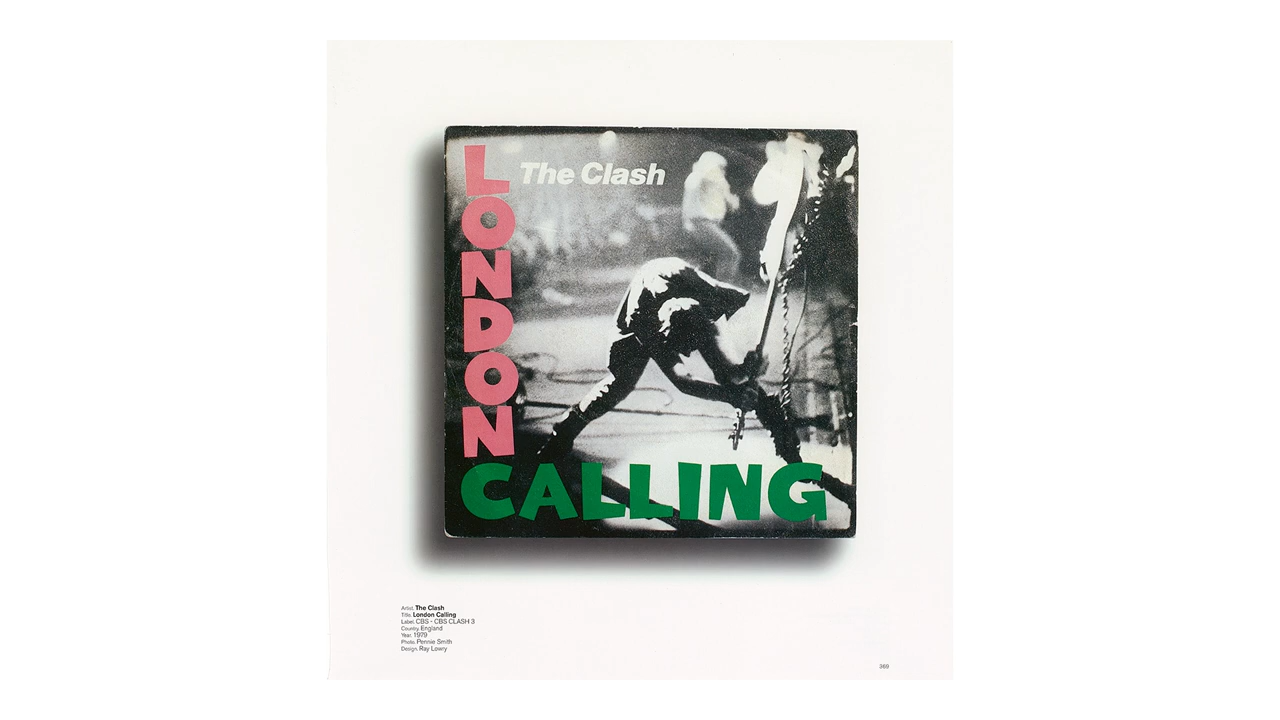 The Clash
LONDON
CALLING
Artist. The Clash
Title. London Calling
Label. CBS - CBS CLASH 3
Country. England
Year. 1979
Photo. Pennie Smith
Design. Ray Lowry
369